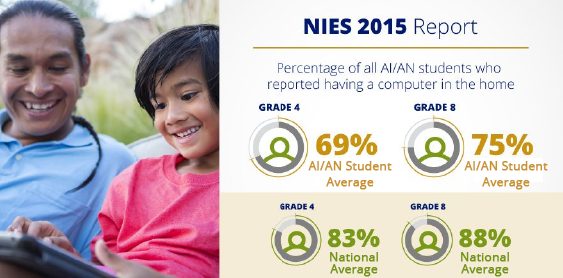 NIES 2015 Report
Percentage of all AI/AN students who
reported having a computer in the home
GRADE 4
69%
AI/AN Student
Average
GRADE 8
75%
AI/AN Student
Average
GRADE 4
83%
National
Average
GRADE 8
88%
National
Average